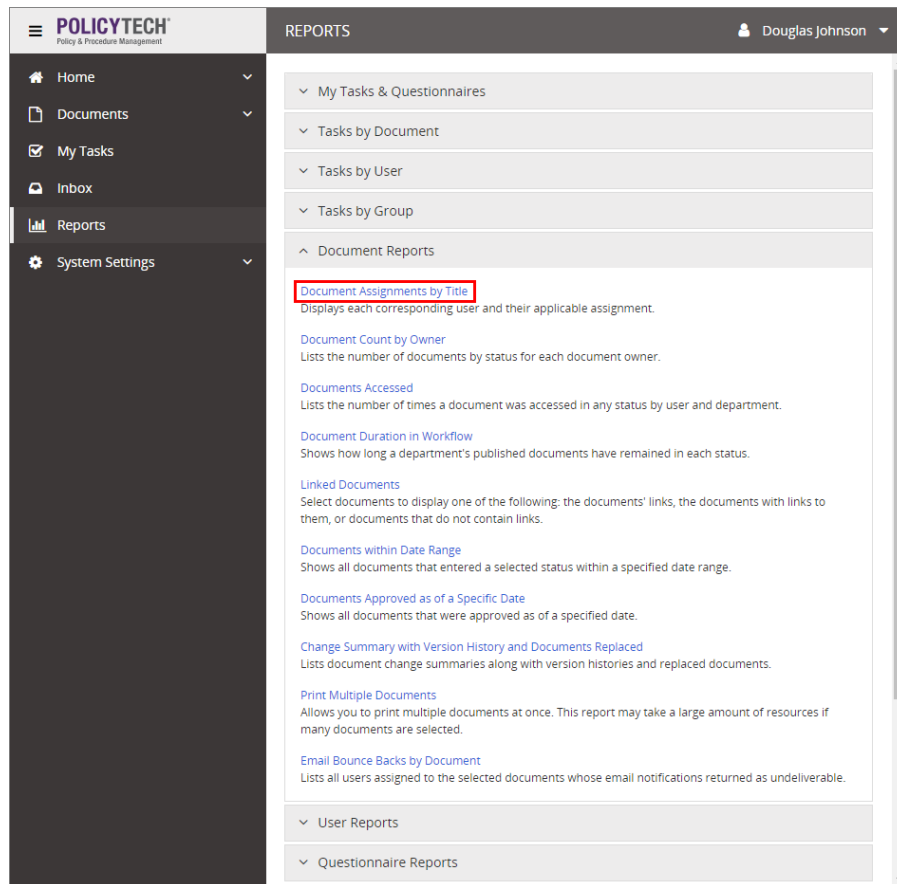 POLICYTECH®
Policy & Procedure Management
REPORTS
Douglas Johnson
Home
Documents
My Tasks
Inbox
Reports
System Settings
My Tasks & Questionnaires
Tasks by Document
Tasks by User
Tasks by Group
Document Reports
Document Assignments by Title
Displays each corresponding user and their applicable assignment.
Document Count by Owner
Lists the number of documents by status for each document owner.
Documents Accessed
Lists the number of times a document was accessed in any status by user and department.
Document Duration in Workflow
Shows how long a department's published documents have remained in each status.
Linked Documents
Select documents to display one of the following: the documents' links, the documents with links to
them, or documents that do not contain links.
Documents within Date Range
Shows all documents that entered a selected status within a specified date range.
Documents Approved as of a Specific Date
Shows all documents that were approved as of a specified date.
Change Summary with Version History and Documents Replaced
Lists document change summaries along with version histories and replaced documents.
Print Multiple Documents
Allows you to print multiple documents at once. This report may take a large amount of resources if
many documents are selected.
Email Bounce Backs by Document
Lists all users assigned to the selected documents whose email notifications returned as undeliverable.
User Reports
Questionnaire Reports